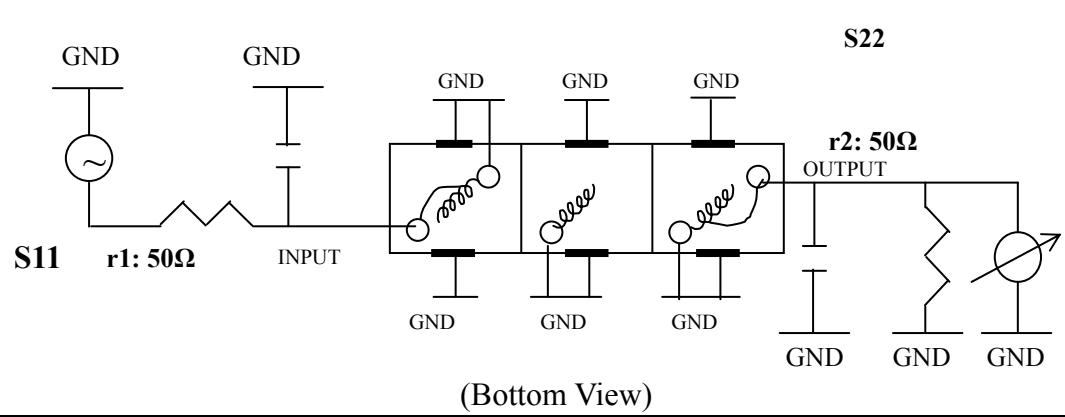 S22
GND
GND
GND
GND
GND
r2: 50Ω
OUTPUT
S11
r1: 50Ω
INPUT
GND
GND
GND
GND
GND
GND
(Bottom View)